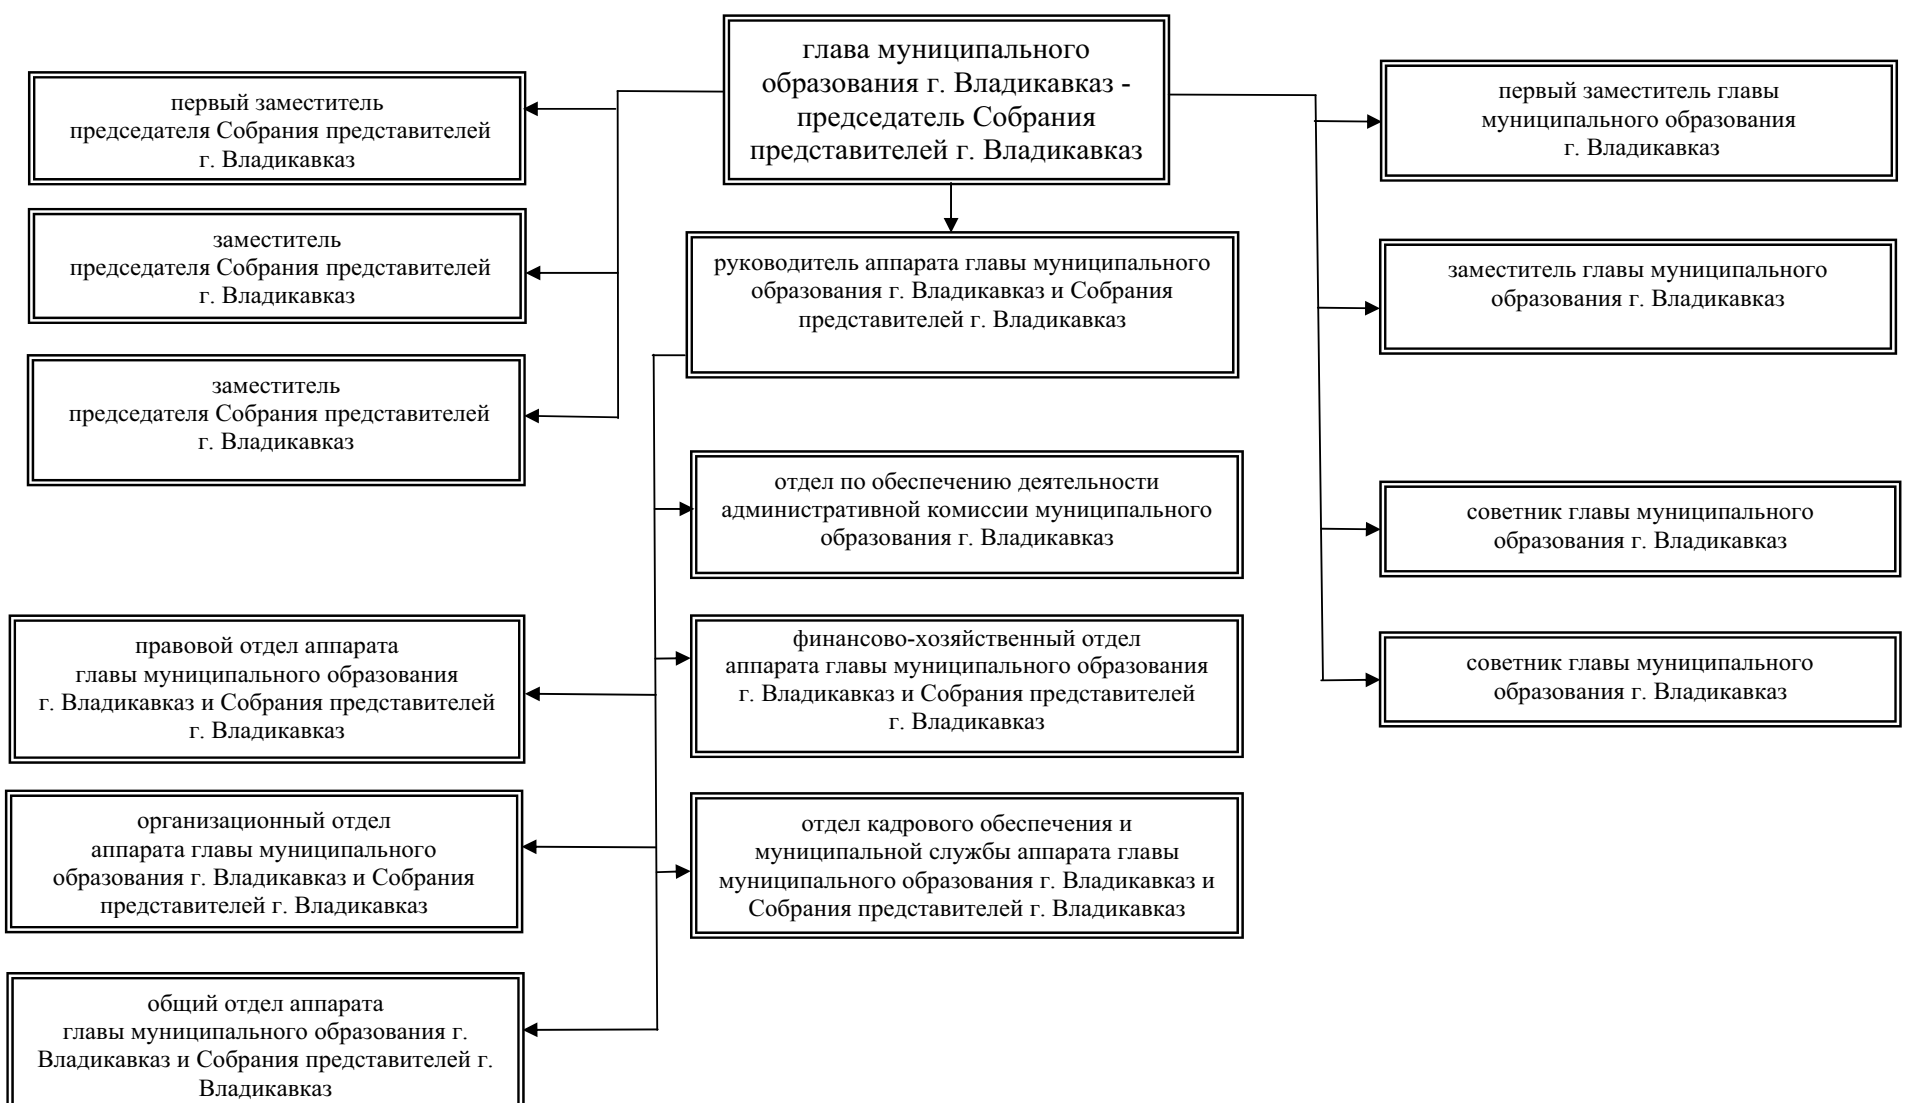 глава муниципального
образования г. Владикавказ -
председатель Собрания
представителей г. Владикавказ
первый заместитель
председателя Собрания представителей
г. Владикавказ
заместитель
председателя Собрания представителей
г. Владикавказ
заместитель
председателя Собрания представителей
г. Владикавказ
первый заместитель главы
муниципального образования
г. Владикавказ
заместитель главы муниципального
образования г. Владикавказ
советник главы муниципального
образования г. Владикавказ
советник главы муниципального
образования г. Владикавказ
руководитель аппарата главы муниципального
образования г. Владикавказ и Собрания
представителей г. Владикавказ
отдел по обеспечению деятельности
административной комиссии муниципального
образования г. Владикавказ
финансово-хозяйственный отдел
аппарата главы муниципального образования
г. Владикавказ и Собрания представителей
г. Владикавказ
отдел кадрового обеспечения и
муниципальной службы аппарата главы
муниципального образования г. Владикавказ и
Собрания представителей г. Владикавказ
правовой отдел аппарата
главы муниципального образования
г. Владикавказ и Собрания представителей
г. Владикавказ
организационный отдел
аппарата главы муниципального
образования г. Владикавказ и Собрания
представителей г. Владикавказ
общий отдел аппарата
главы муниципального образования г.
Владикавказ и Собрания представителей г.
Владикавказ